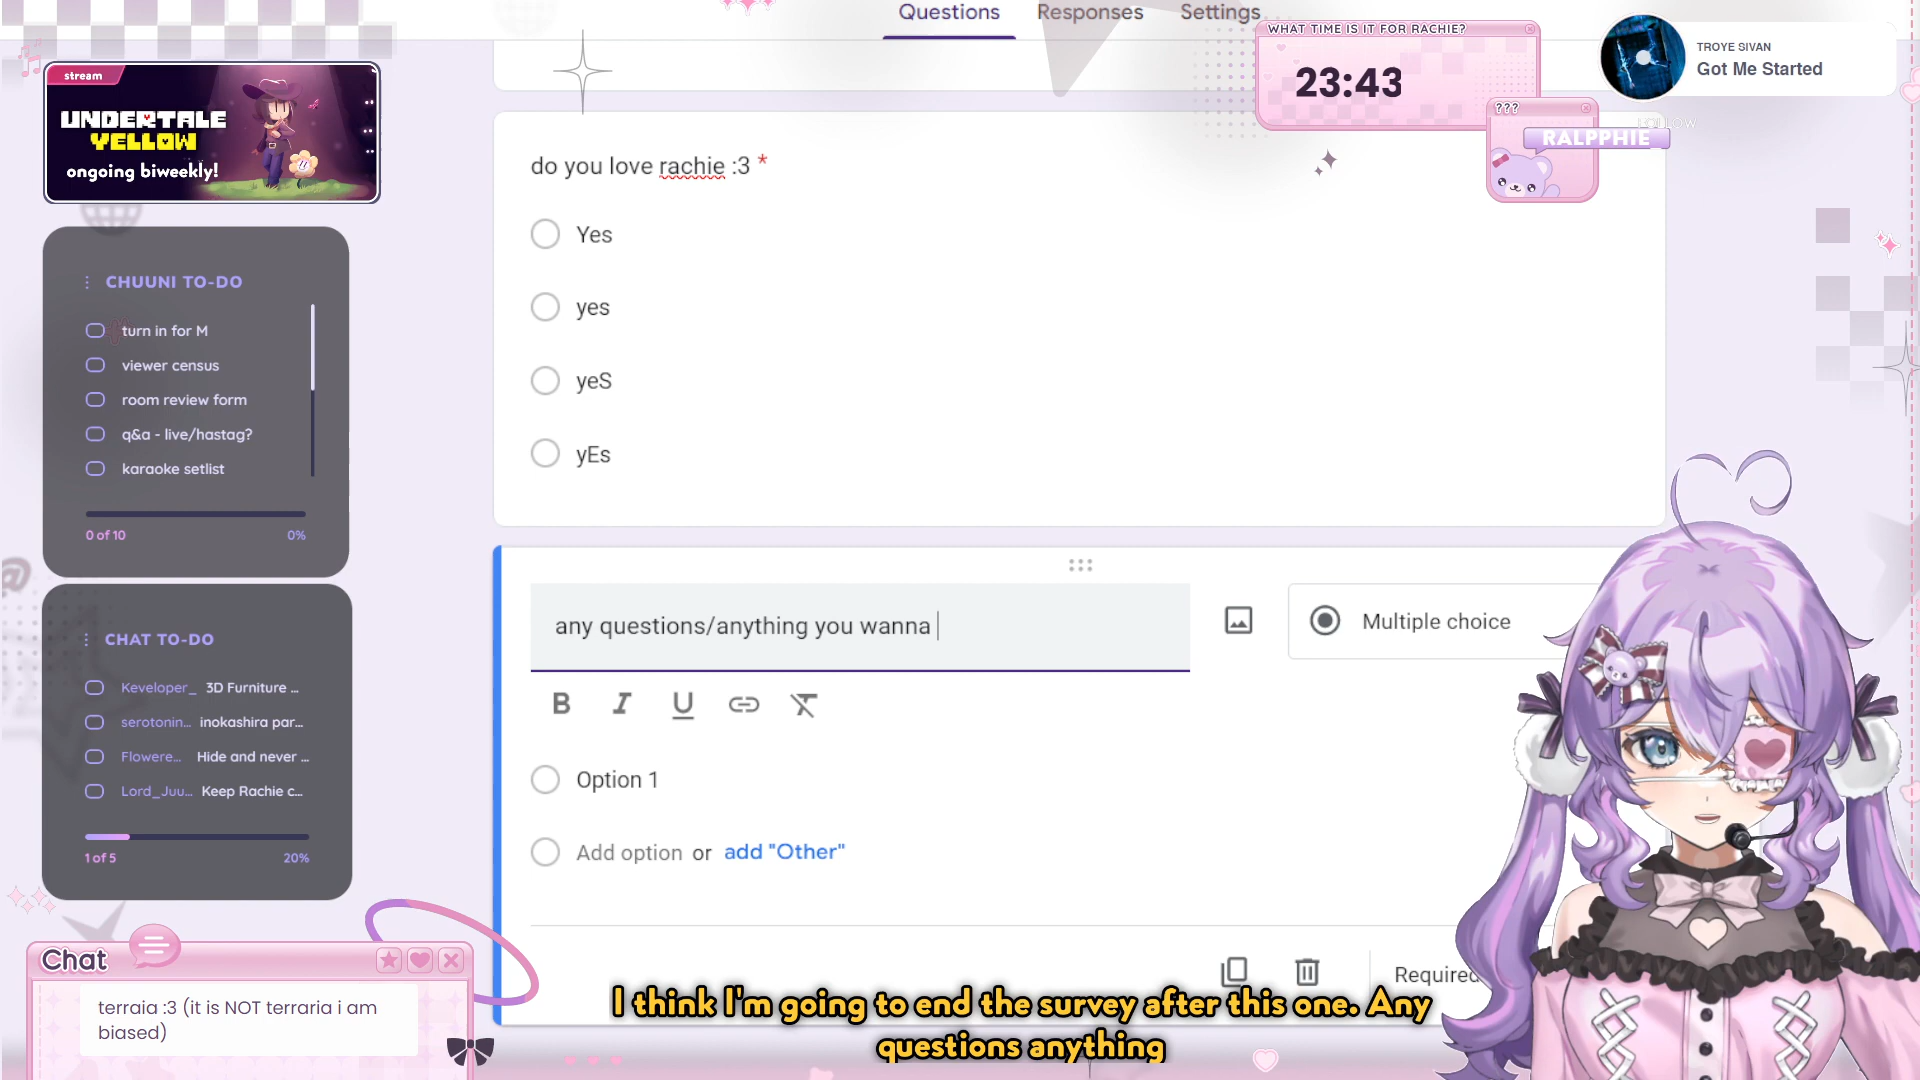 Questions
Responses
Settings
WHAT TIME IS IT FOR RACHIE?
23:43
TROYE SIVAN
Got Me Started
???
FOLLOW
RALPPHIE
stream
UNDERTALE
YELLOW
ongoing biweekly!
CHUUNI TO-DO
turn in for M
viewer census
room review form
q&a - live/hastag?
karaoke setlist
0 of 10
0%
CHAT TO-DO
Keveloper_ 3D Furniture ...
serotonin... inokashira par...
Flowere... Hide and never ...
Lord_Juu... Keep Rachie c...
1 of 5
20%
Chat
terraia :3 (it is NOT terraria i am
biased)
do you love rachie :3 *
Yes
yes
yeS
yEs
any questions/anything you wanna
Multiple choice
B I U
Option 1
Add option or add "Other"
Required
I think I'm going to end the survey after this one. Any
questions anything